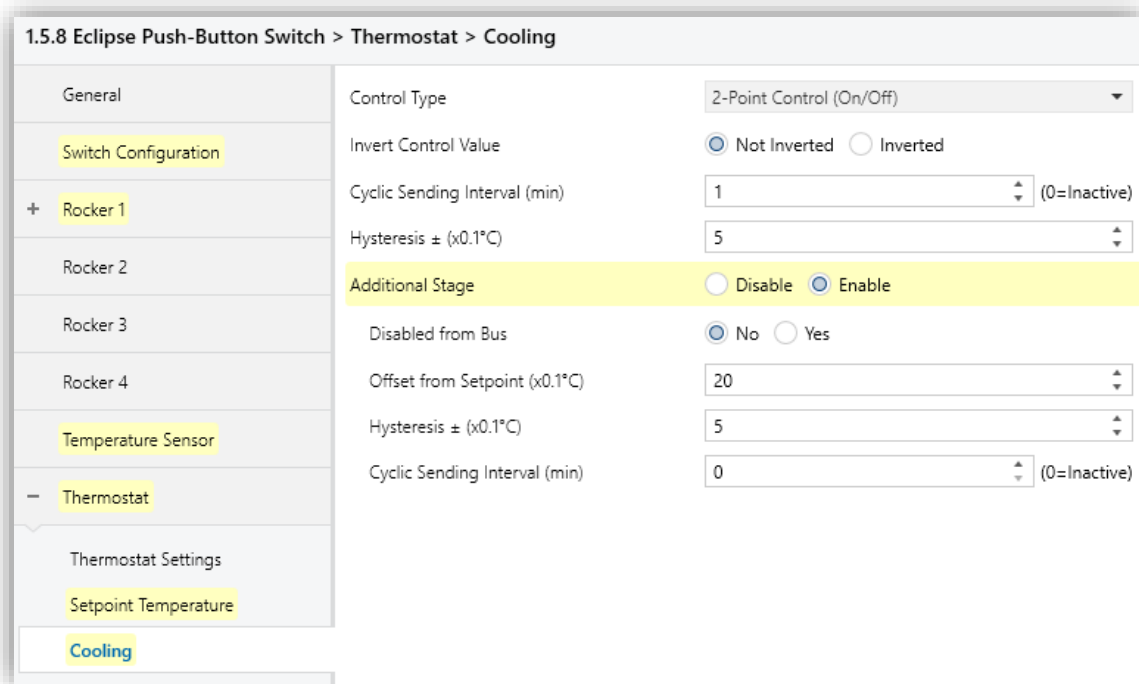 1.5.8 Eclipse Push-Button Switch > Thermostat > Cooling
General
Switch Configuration
+ Rocker 1
Rocker 2
Rocker 3
Rocker 4
Temperature Sensor
− Thermostat
Thermostat Settings
Setpoint Temperature
Cooling
Control Type 2-Point Control (On/Off)
Invert Control Value Not Inverted Inverted
Cyclic Sending Interval (min) 1 (0=Inactive)
Hysteresis ± (x0.1°C) 5
Additional Stage Disable Enable
Disabled from Bus No Yes
Offset from Setpoint (x0.1°C) 20
Hysteresis ± (x0.1°C) 5
Cyclic Sending Interval (min) 0 (0=Inactive)